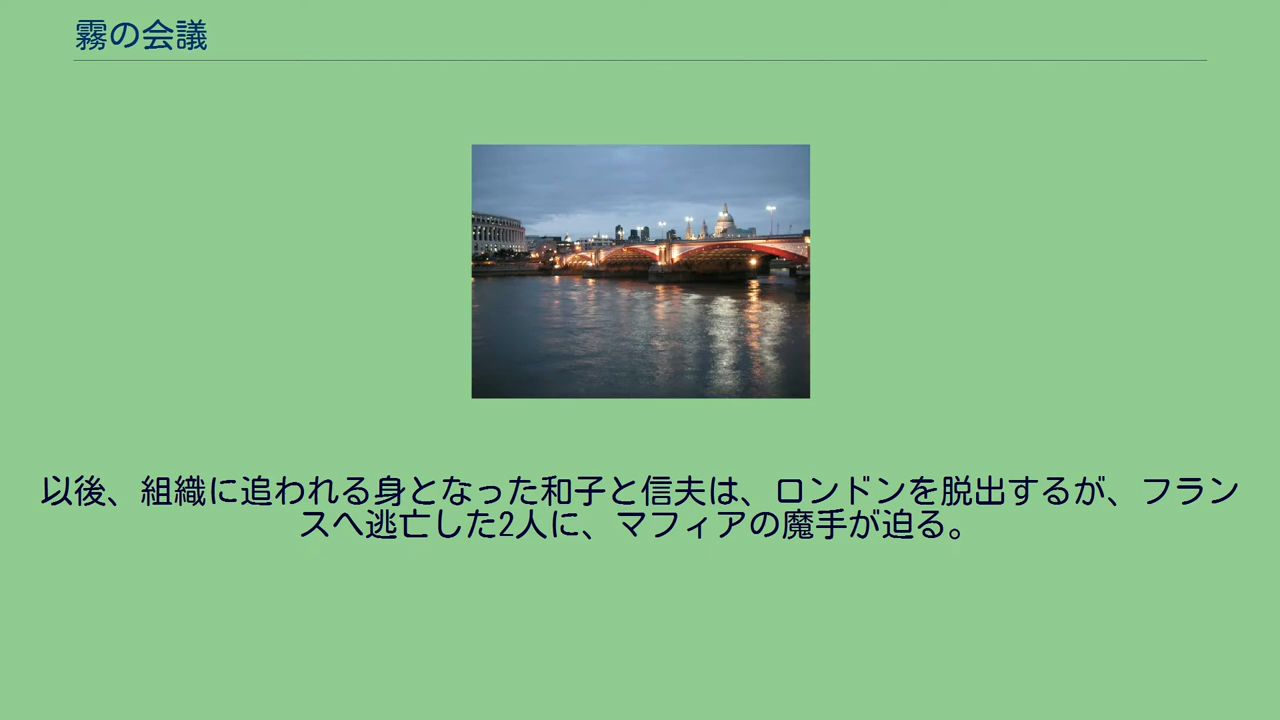 霧の会議
以後、組織に追われる身となった和子と信夫は、ロンドンを脱出するが、フラン
スへ逃亡した2人に、マフィアの魔手が迫る。